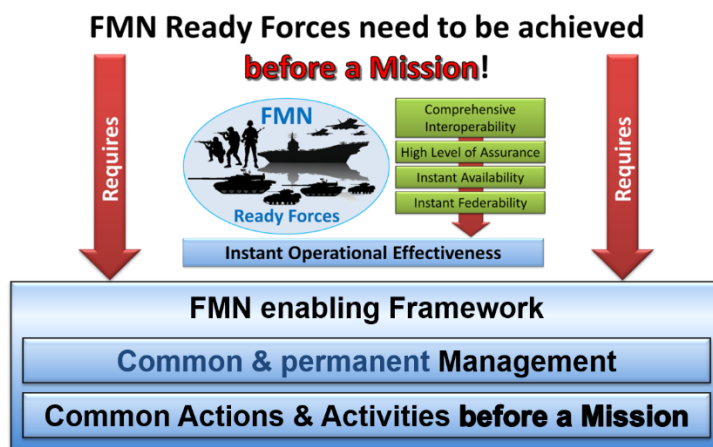 FMN Ready Forces need to be achieved
before a Mission!
Requires
FMN
Ready Forces
Comprehensive
Interoperability
High Level of Assurance
Instant Availability
Instant Federability
Requires
Instant Operational Effectiveness
FMN enabling Framework
Common & permanent Management
Common Actions & Activities before a Mission